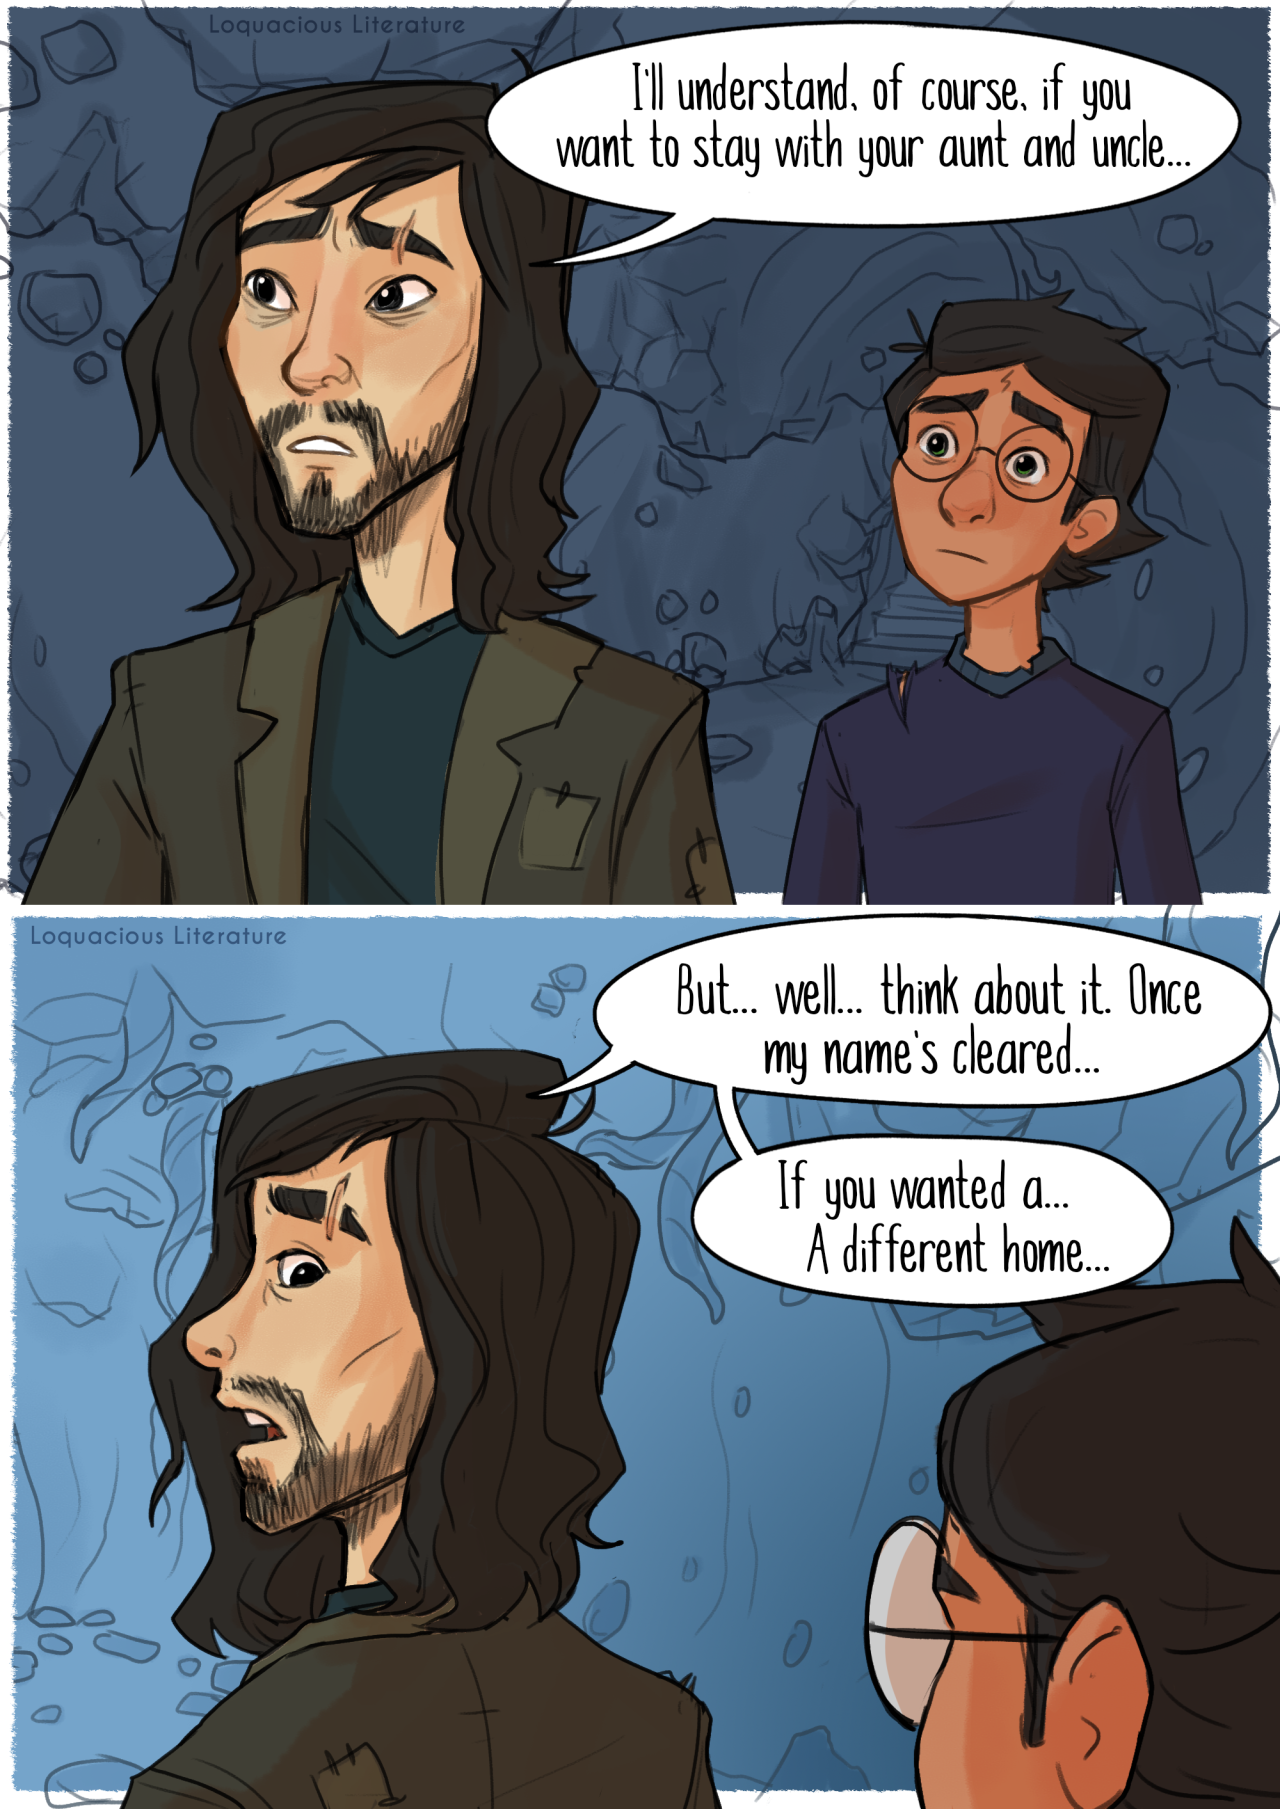 Loquacious Literature
I'll understand, of course, if you
want to stay with your aunt and uncle...
Loquacious Literature
But... well... think about it. Once
my name's cleared...
If you wanted a...
A different home...